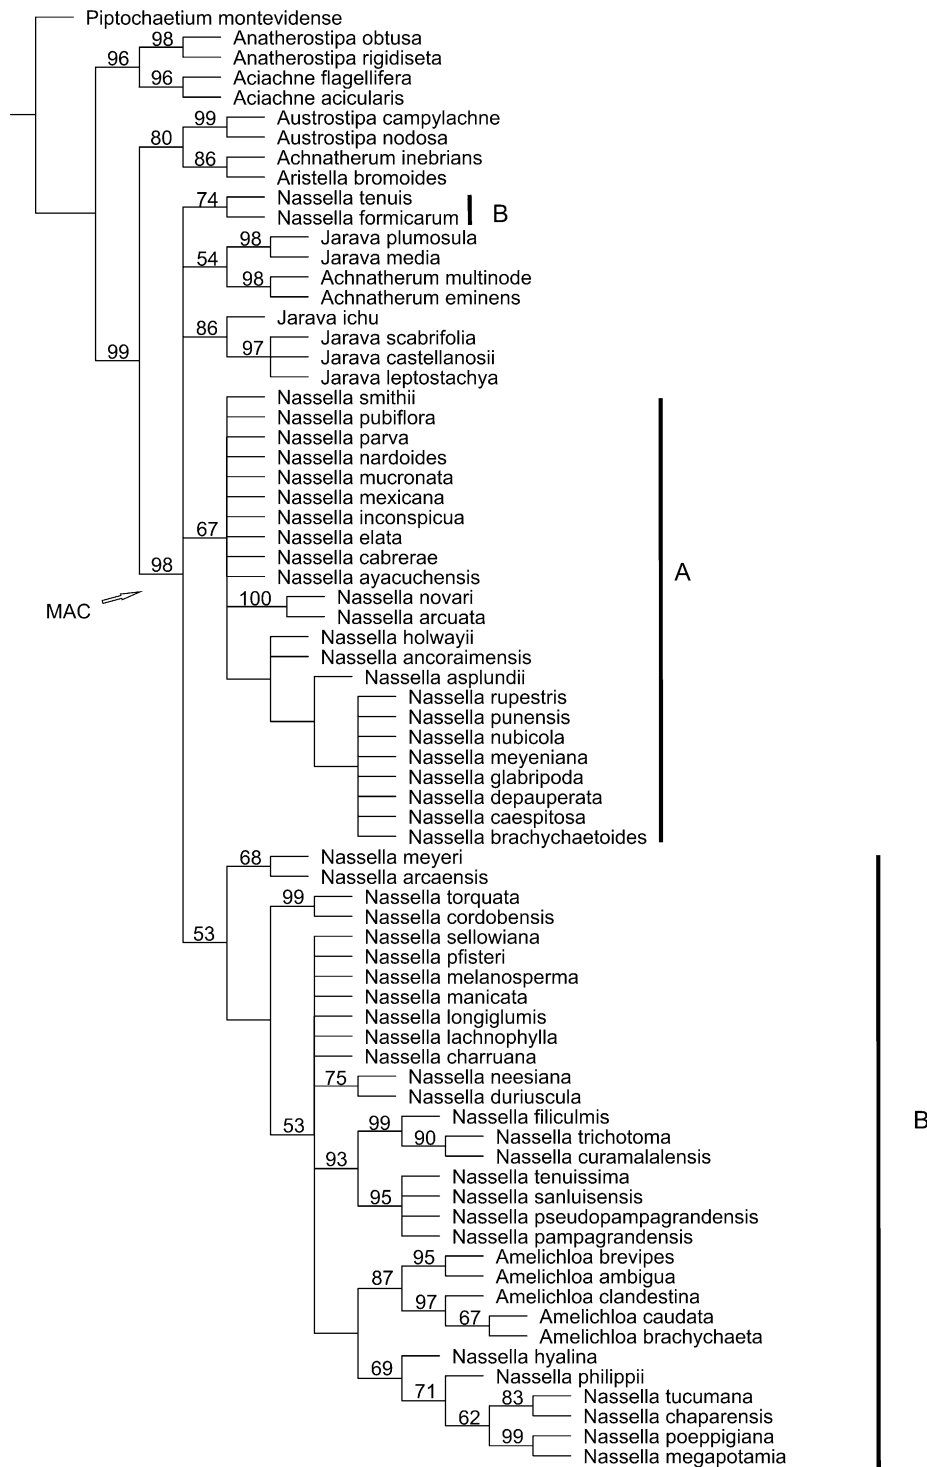 Piptochaetium montevidense
98 Anatherostipa obtusa
96 Anatherostipa rigidiseta
96 Aciachne flagellifera
Aciachne acicularis
99 Austrostipa campylachne
80 Austrostipa nodosa
86 Achnatherum inebrians
Aristella bromoides
74 Nassella tenuis
Nassella formicarum B
98 Jarava plumosula
54 Jarava media
98 Achnatherum multinode
Achnatherum eminens
Jarava ichu
86 Jarava scabrifolia
99 97 Jarava castellanosii
Jarava leptostachya
Nassella smithii
Nassella pubiflora
Nassella parva
Nassella nardoides
Nassella mucronata
Nassella mexicana
Nassella inconspicua
67 Nassella elata
98 Nassella cabrerae
Nassella ayacuchensis A
100 Nassella novari
MAC Nassella arcuata
Nassella holwayii
Nassella ancoraimensis
Nassella asplundii
Nassella rupestris
Nassella punensis
Nassella nubicola
Nassella meyeniana
Nassella glabripoda
Nassella depauperata
Nassella caespitosa
Nassella brachychaetoides
68 Nassella meyeri
Nassella arcaensis
99 Nassella torquata
Nassella cordobensis
53 Nassella sellowiana
Nassella pfisteri
Nassella melanosperma
Nassella manicata
Nassella longiglumis
Nassella lachnophylla
Nassella charruana
75 Nassella neesiana
Nassella duriuscula
53 99 Nassella filiculmis B
90 Nassella trichotoma
93 Nassella curamalalensis
Nassella tenuissima
95 Nassella sanluisensis
Nassella pseudopampagrandensis
Nassella pampagrandensis
95 Amelichloa brevipes
87 Amelichloa ambigua
97 Amelichloa clandestina
67 Amelichloa caudata
Amelichloa brachychaeta
Nassella hyalina
69 Nassella philippii
71 83 Nassella tucumana
62 Nassella chaparensis
99 Nassella poeppigiana
Nassella megapotamia